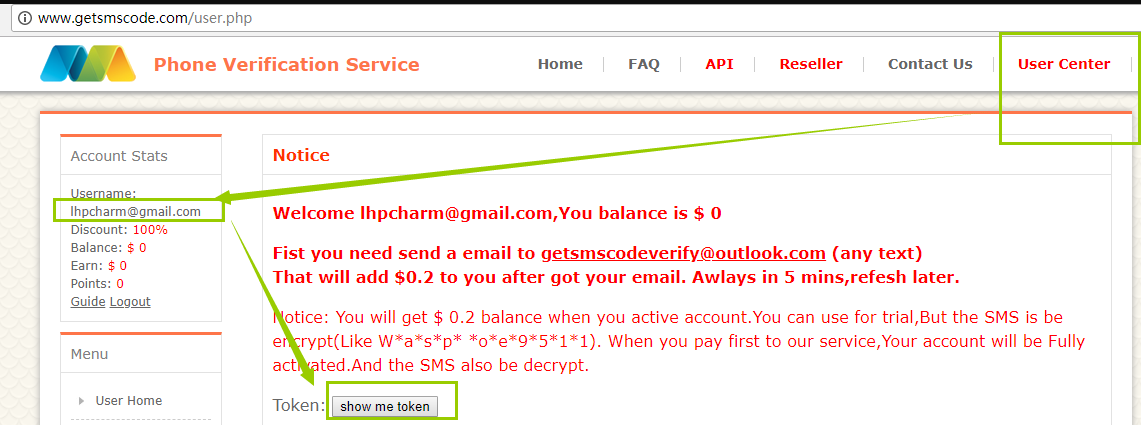 www.getsmscode.com/user.php
Phone Verification Service
Home FAQ API Reseller Contact Us User Center
Account Stats
Username:
lhpcharm@gmail.com
Discount: 100%
Balance: $ 0
Earn: $ 0
Points: 0
Guide Logout
Menu
User Home
Notice
Welcome lhpcharm@gmail.com,You balance is $ 0
Fist you need send a email to getsmscodeverify@outlook.com (any text)
That will add $0.2 to you after got your email. Awlays in 5 mins,refesh later.
Notice: You will get $ 0.2 balance when you active account.You can use for trial,But the SMS is be
encrypt(Like W*a*s*p* *o*e*9*5*1*1). When you pay first to our service,Your account will be Fully
activated.And the SMS also be decrypt.
Token: show me token